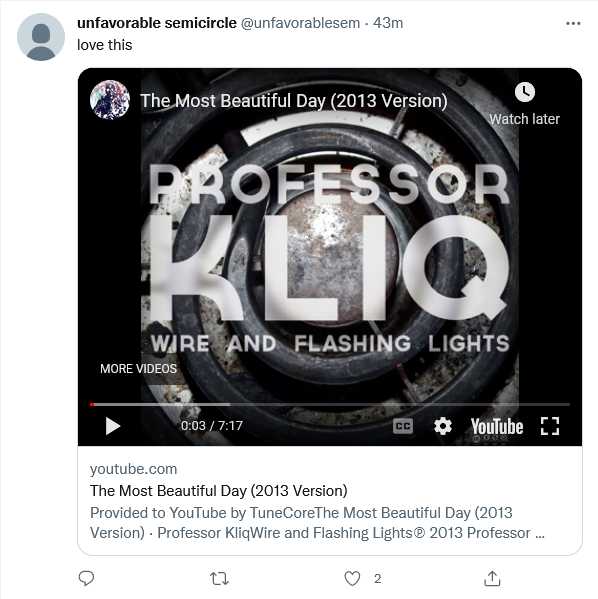 unfavorable semicircle @unfavorablesem · 43m
love this
The Most Beautiful Day (2013 Version)
Watch later
PROFESSOR
KLIQ
WIRE AND FLASHING LIGHTS
MORE VIDEOS
0:03 / 7:17
CC
YouTube
youtube.com
The Most Beautiful Day (2013 Version)
Provided to YouTube by TuneCoreThe Most Beautiful Day (2013
Version) · Professor KliqWire and Flashing Lights℗ 2013 Professor ...
2